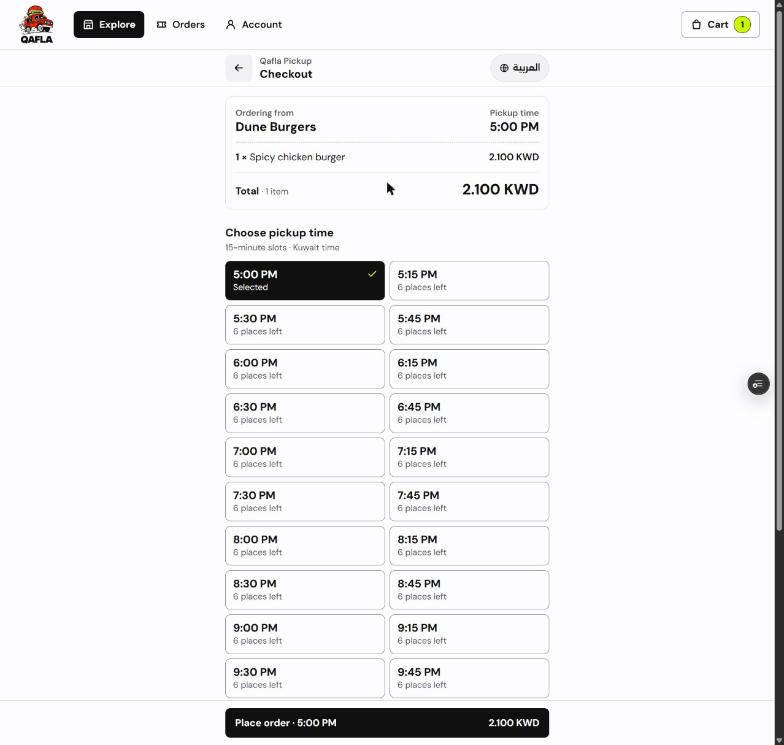 QAFLA
Explore
Orders
Account
Cart 1
Qafla Pickup
Checkout
العربية
Ordering from
Pickup time
Dune Burgers
5:00 PM
1 × Spicy chicken burger
2.100 KWD
Total · 1 item
2.100 KWD
Choose pickup time
15-minute slots · Kuwait time
5:00 PM
Selected
5:15 PM
6 places left
5:30 PM
6 places left
5:45 PM
6 places left
6:00 PM
6 places left
6:15 PM
6 places left
6:30 PM
6 places left
6:45 PM
6 places left
7:00 PM
6 places left
7:15 PM
6 places left
7:30 PM
6 places left
7:45 PM
6 places left
8:00 PM
6 places left
8:15 PM
6 places left
8:30 PM
6 places left
8:45 PM
6 places left
9:00 PM
6 places left
9:15 PM
6 places left
9:30 PM
6 places left
9:45 PM
6 places left
Place order · 5:00 PM
2.100 KWD